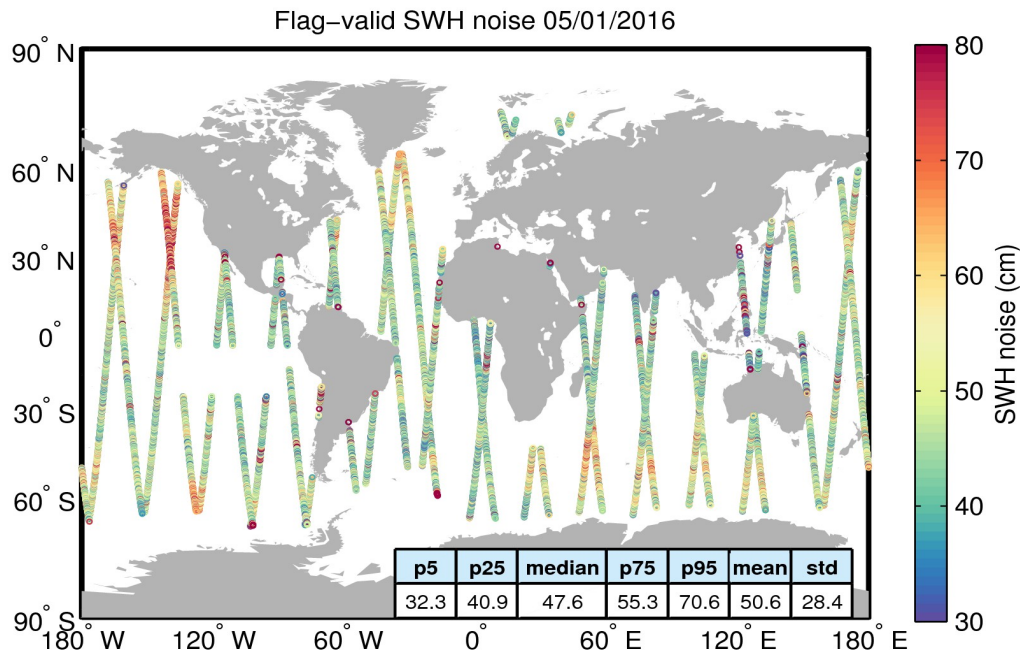 Flag−valid SWH noise 05/01/2016
90° N
60° N
30° N
0°
30° S
60° S
90° S
180° W
120° W
60° W
0°
60° E
120° E
180° E
p5 p25 median p75 p95 mean std
32.3 40.9 47.6 55.3 70.6 50.6 28.4
80
70
60
50
40
30
SWH noise (cm)